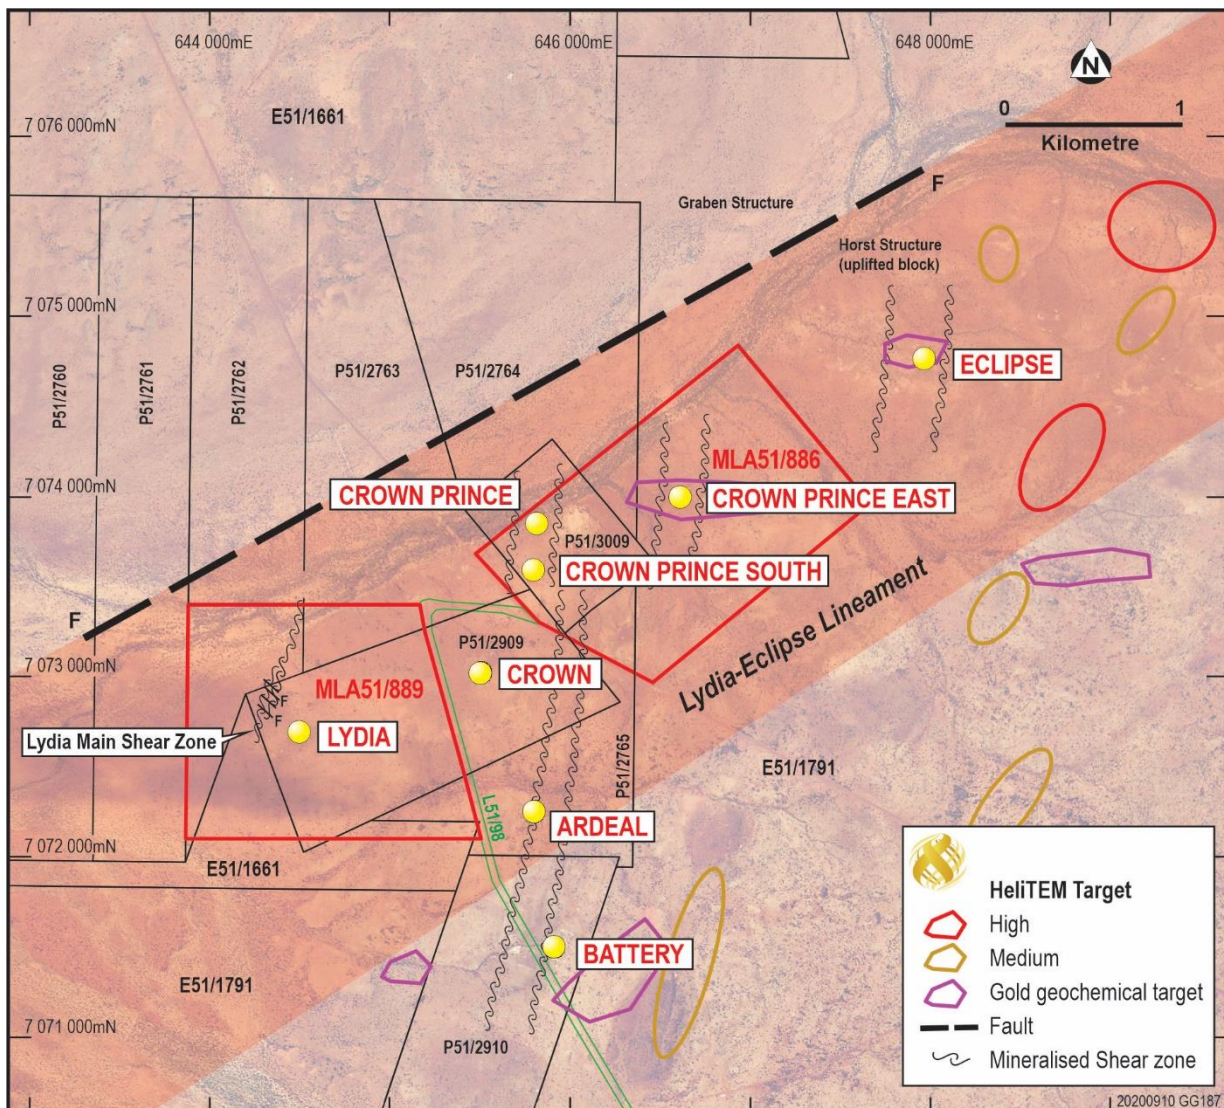 644 000mE
646 000mE
648 000mE
N
0
1
Kilometre
7 076 000mN
E51/1661
F
Graben Structure
Horst Structure
(uplifted block)
7 075 000mN
P51/2760
P51/2761
P51/2762
P51/2763
P51/2764
ECLIPSE
7 074 000mN
CROWN PRINCE
MLA51/886
CROWN PRINCE EAST
P51/3009
CROWN PRINCE SOUTH
F
Lydia-Eclipse Lineament
7 073 000mN
P51/2909
CROWN
MLA51/889
F
F
LYDIA
Lydia Main Shear Zone
P51/2765
E51/1791
L51/98
ARDEAL
7 072 000mN
E51/1661
BATTERY
E51/1791
7 071 000mN
P51/2910
HeliTEM Target
High
Medium
Gold geochemical target
Fault
Mineralised Shear zone
20200910 GG187